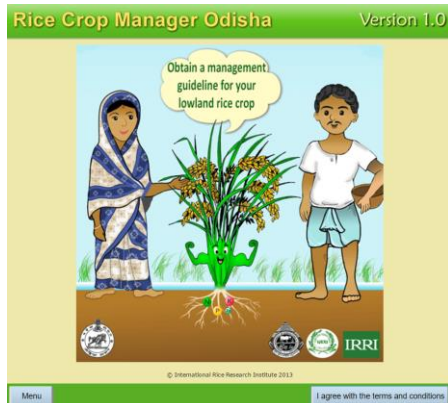 Rice Crop Manager Odisha
Version 1.0
Obtain a management
guideline for your
lowland rice crop
IRRI
© International Rice Research Institute 2013
Menu
I agree with the terms and conditions